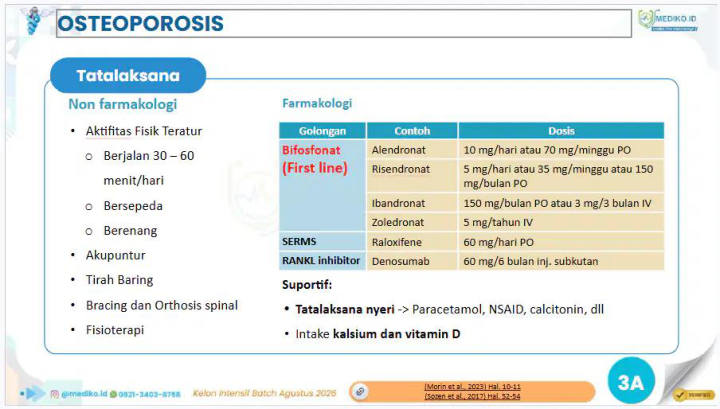 OSTEOPOROSIS
MEDIKO.ID
Tatalaksana
Non farmakologi
• Aktifitas Fisik Teratur
o Berjalan 30 – 60
menit/hari
o Bersepeda
o Berenang
• Akupuntur
• Tirah Baring
• Bracing dan Orthosis spinal
• Fisioterapi
Farmakologi
Golongan Contoh Dosis
Bifosfonat (First line) Alendronat 10 mg/hari atau 70 mg/minggu PO
Risendronat 5 mg/hari atau 35 mg/minggu atau 150
mg/bulan PO
Ibandronat 150 mg/bulan PO atau 3 mg/3 bulan IV
Zoledronat 5 mg/tahun IV
SERMS Raloxifene 60 mg/hari PO
RANKL inhibitor Denosumab 60 mg/6 bulan inj. subkutan
Suportif:
• Tatalaksana nyeri -> Paracetamol, NSAID, calcitonin, dll
• Intake kalsium dan vitamin D
@mediko.id 0821-3403-8768 Kelon Intensif Batch Agustus 2025
(Morin et al., 2023) Hal. 10-11
(Sozen et al., 2017) Hal. 52-54
3A